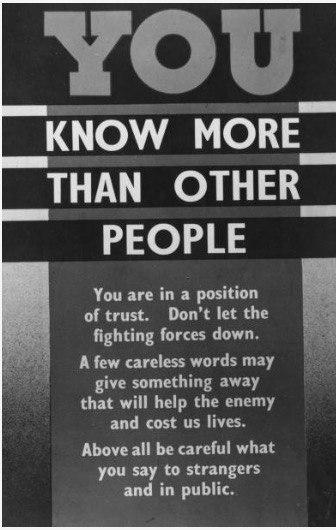 YOU
KNOW MORE
THAN OTHER
PEOPLE
You are in a position
of trust. Don't let the
fighting forces down.
A few careless words may
give something away
that will help the enemy
and cost us lives.
Above all be careful what
you say to strangers
and in public.